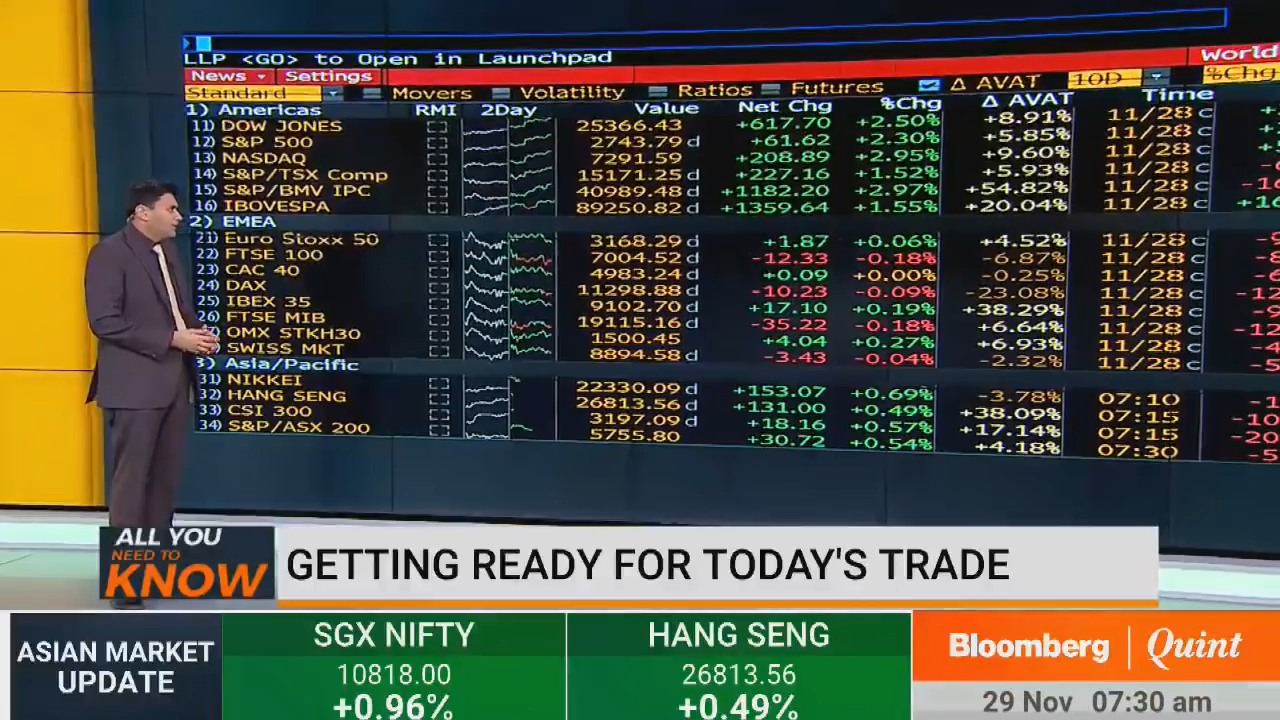 LLP <GO> to Open in Launchpad
News Settings World
Standard Movers Volatility Ratios Futures Δ AVAT 10D %Chg
1) Americas RMI 2Day Value Net Chg %Chg Δ AVAT Time
11) DOW JONES 25366.43 +617.70 +2.50% +8.91% 11/28 c
12) S&P 500 2743.79 d +61.62 +2.30% +5.85% 11/28 c
13) NASDAQ 7291.59 +208.89 +2.95% +9.60% 11/28 c
14) S&P/TSX Comp 15171.25 d +227.16 +1.52% +5.93% 11/28 c
15) S&P/BMV IPC 40989.48 d +1182.20 +2.97% +54.82% 11/28 c
16) IBOVESPA 89250.82 d +1359.64 +1.55% +20.04% 11/28 c
2) EMEA
21) Euro Stoxx 50 3168.29 d +1.87 +0.06% +4.52% 11/28 c
22) FTSE 100 7004.52 d -12.33 -0.18% -6.87% 11/28 c
23) CAC 40 4983.24 d +0.09 +0.00% -0.25% 11/28 c
24) DAX 11298.88 d -10.23 -0.09% -23.08% 11/28 c
25) IBEX 35 9102.70 d +17.10 +0.19% +38.29% 11/28 c
26) FTSE MIB 19115.16 d -35.22 -0.18% +6.64% 11/28 c
OMX STKH30 1500.45 +4.04 +0.27% +6.93% 11/28 c
SWISS MKT 8894.58 d -3.43 -0.04% -2.32% 11/28 c
3) Asia/Pacific
31) NIKKEI 22330.09 d +153.07 +0.69% -3.78% 07:10
32) HANG SENG 26813.56 d +131.00 +0.49% +38.09% 07:15
33) CSI 300 3197.09 d +18.16 +0.57% +17.14% 07:15
34) S&P/ASX 200 5755.80 +30.72 +0.54% +4.18% 07:30
ALL YOU
NEED TO
KNOW
GETTING READY FOR TODAY'S TRADE
ASIAN MARKET
UPDATE
SGX NIFTY
10818.00
+0.96%
HANG SENG
26813.56
+0.49%
Bloomberg | Quint
29 Nov 07:30 am